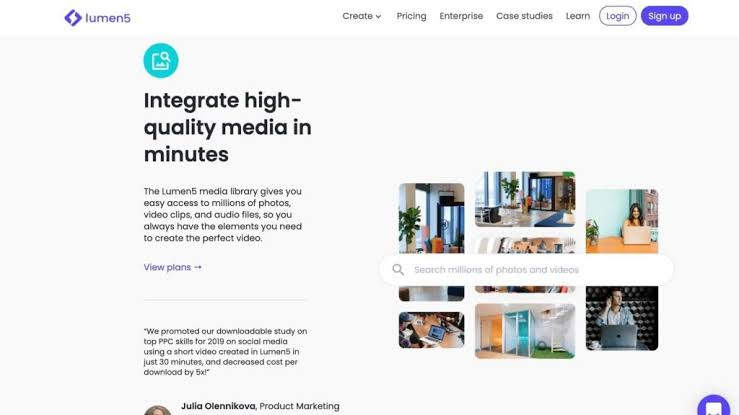 lumen5
Create
Pricing
Enterprise
Case studies
Learn
Login
Sign up
Integrate high-
quality media in
minutes
The Lumen5 media library gives you
easy access to millions of photos,
video clips, and audio files, so you
always have the elements you need
to create the perfect video.
View plans →
Search millions of photos and videos
“We promoted our downloadable study on
top PPC skills for 2019 on social media
using a short video created in Lumen5 in
just 30 minutes, and decreased cost per
download by 5x!”
Julia Olennikova, Product Marketing